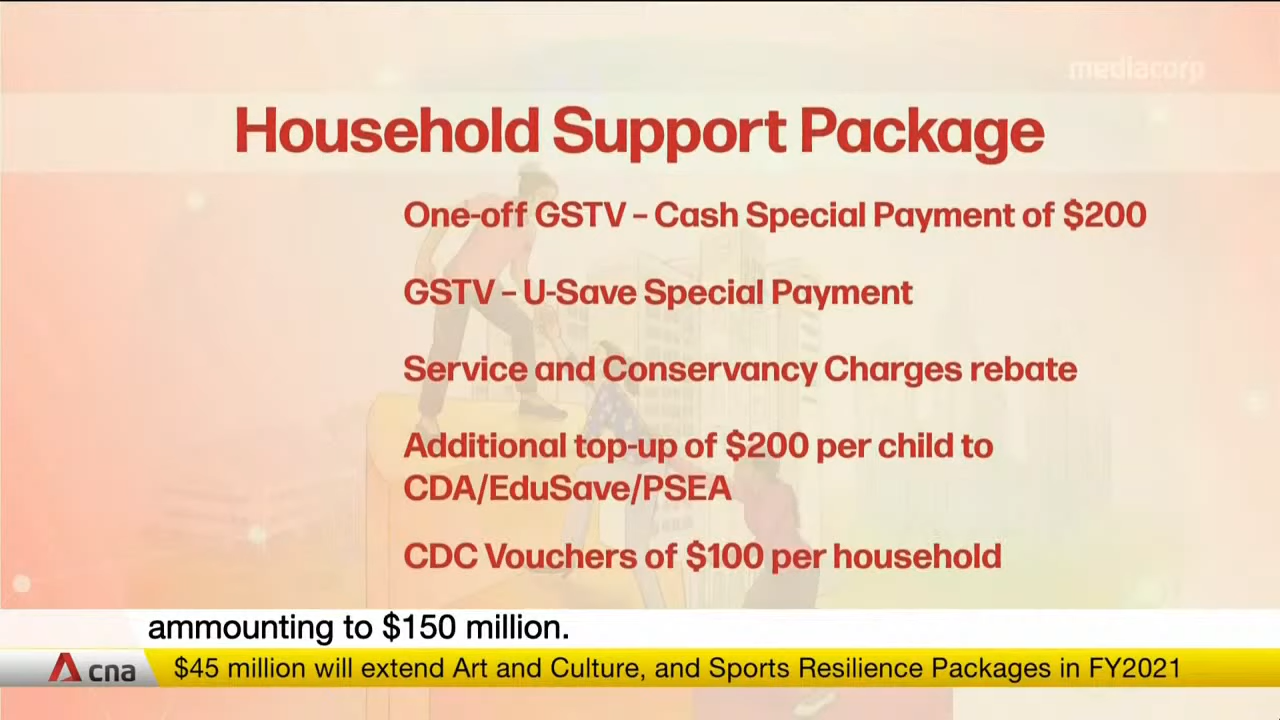 mediacorp
Household Support Package
One-off GSTV – Cash Special Payment of $200
GSTV – U-Save Special Payment
Service and Conservancy Charges rebate
Additional top-up of $200 per child to
CDA/EduSave/PSEA
CDC Vouchers of $100 per household
ammounting to $150 million.
cna
$45 million will extend Art and Culture, and Sports Resilience Packages in FY2021